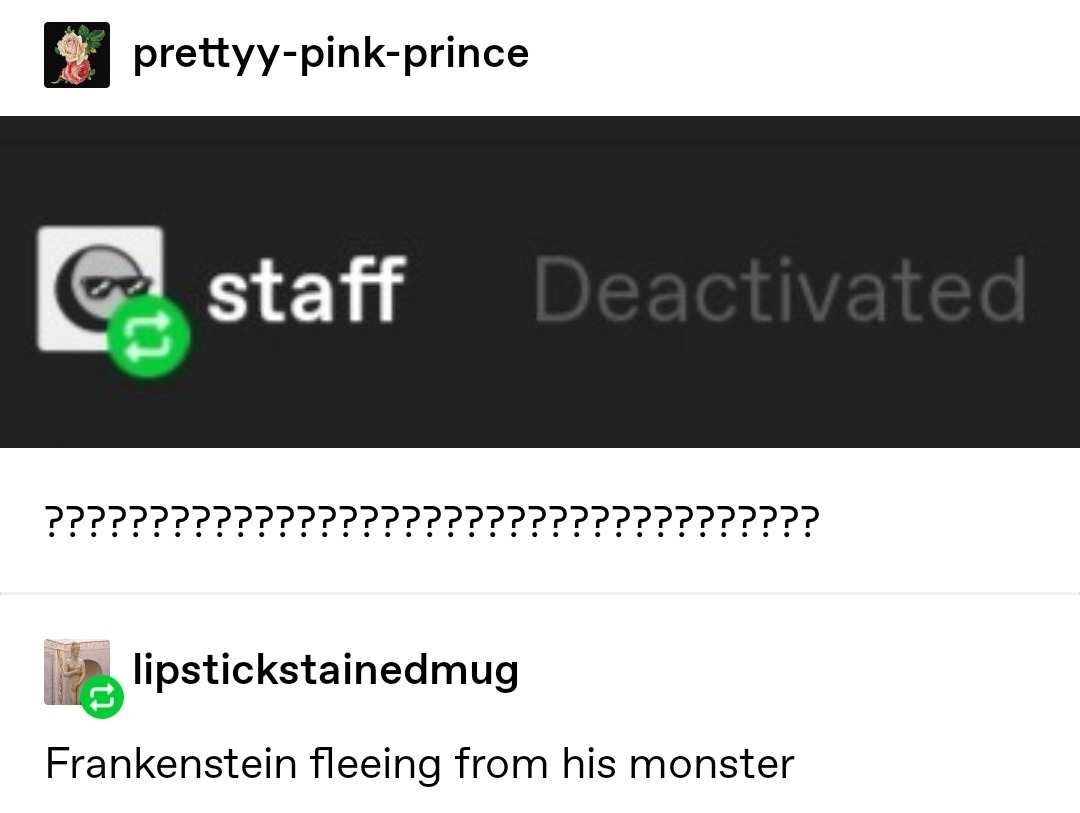 prettyy-pink-prince
staff Deactivated
?????????????????????????????????????
lipstickstainedmug
Frankenstein fleeing from his monster